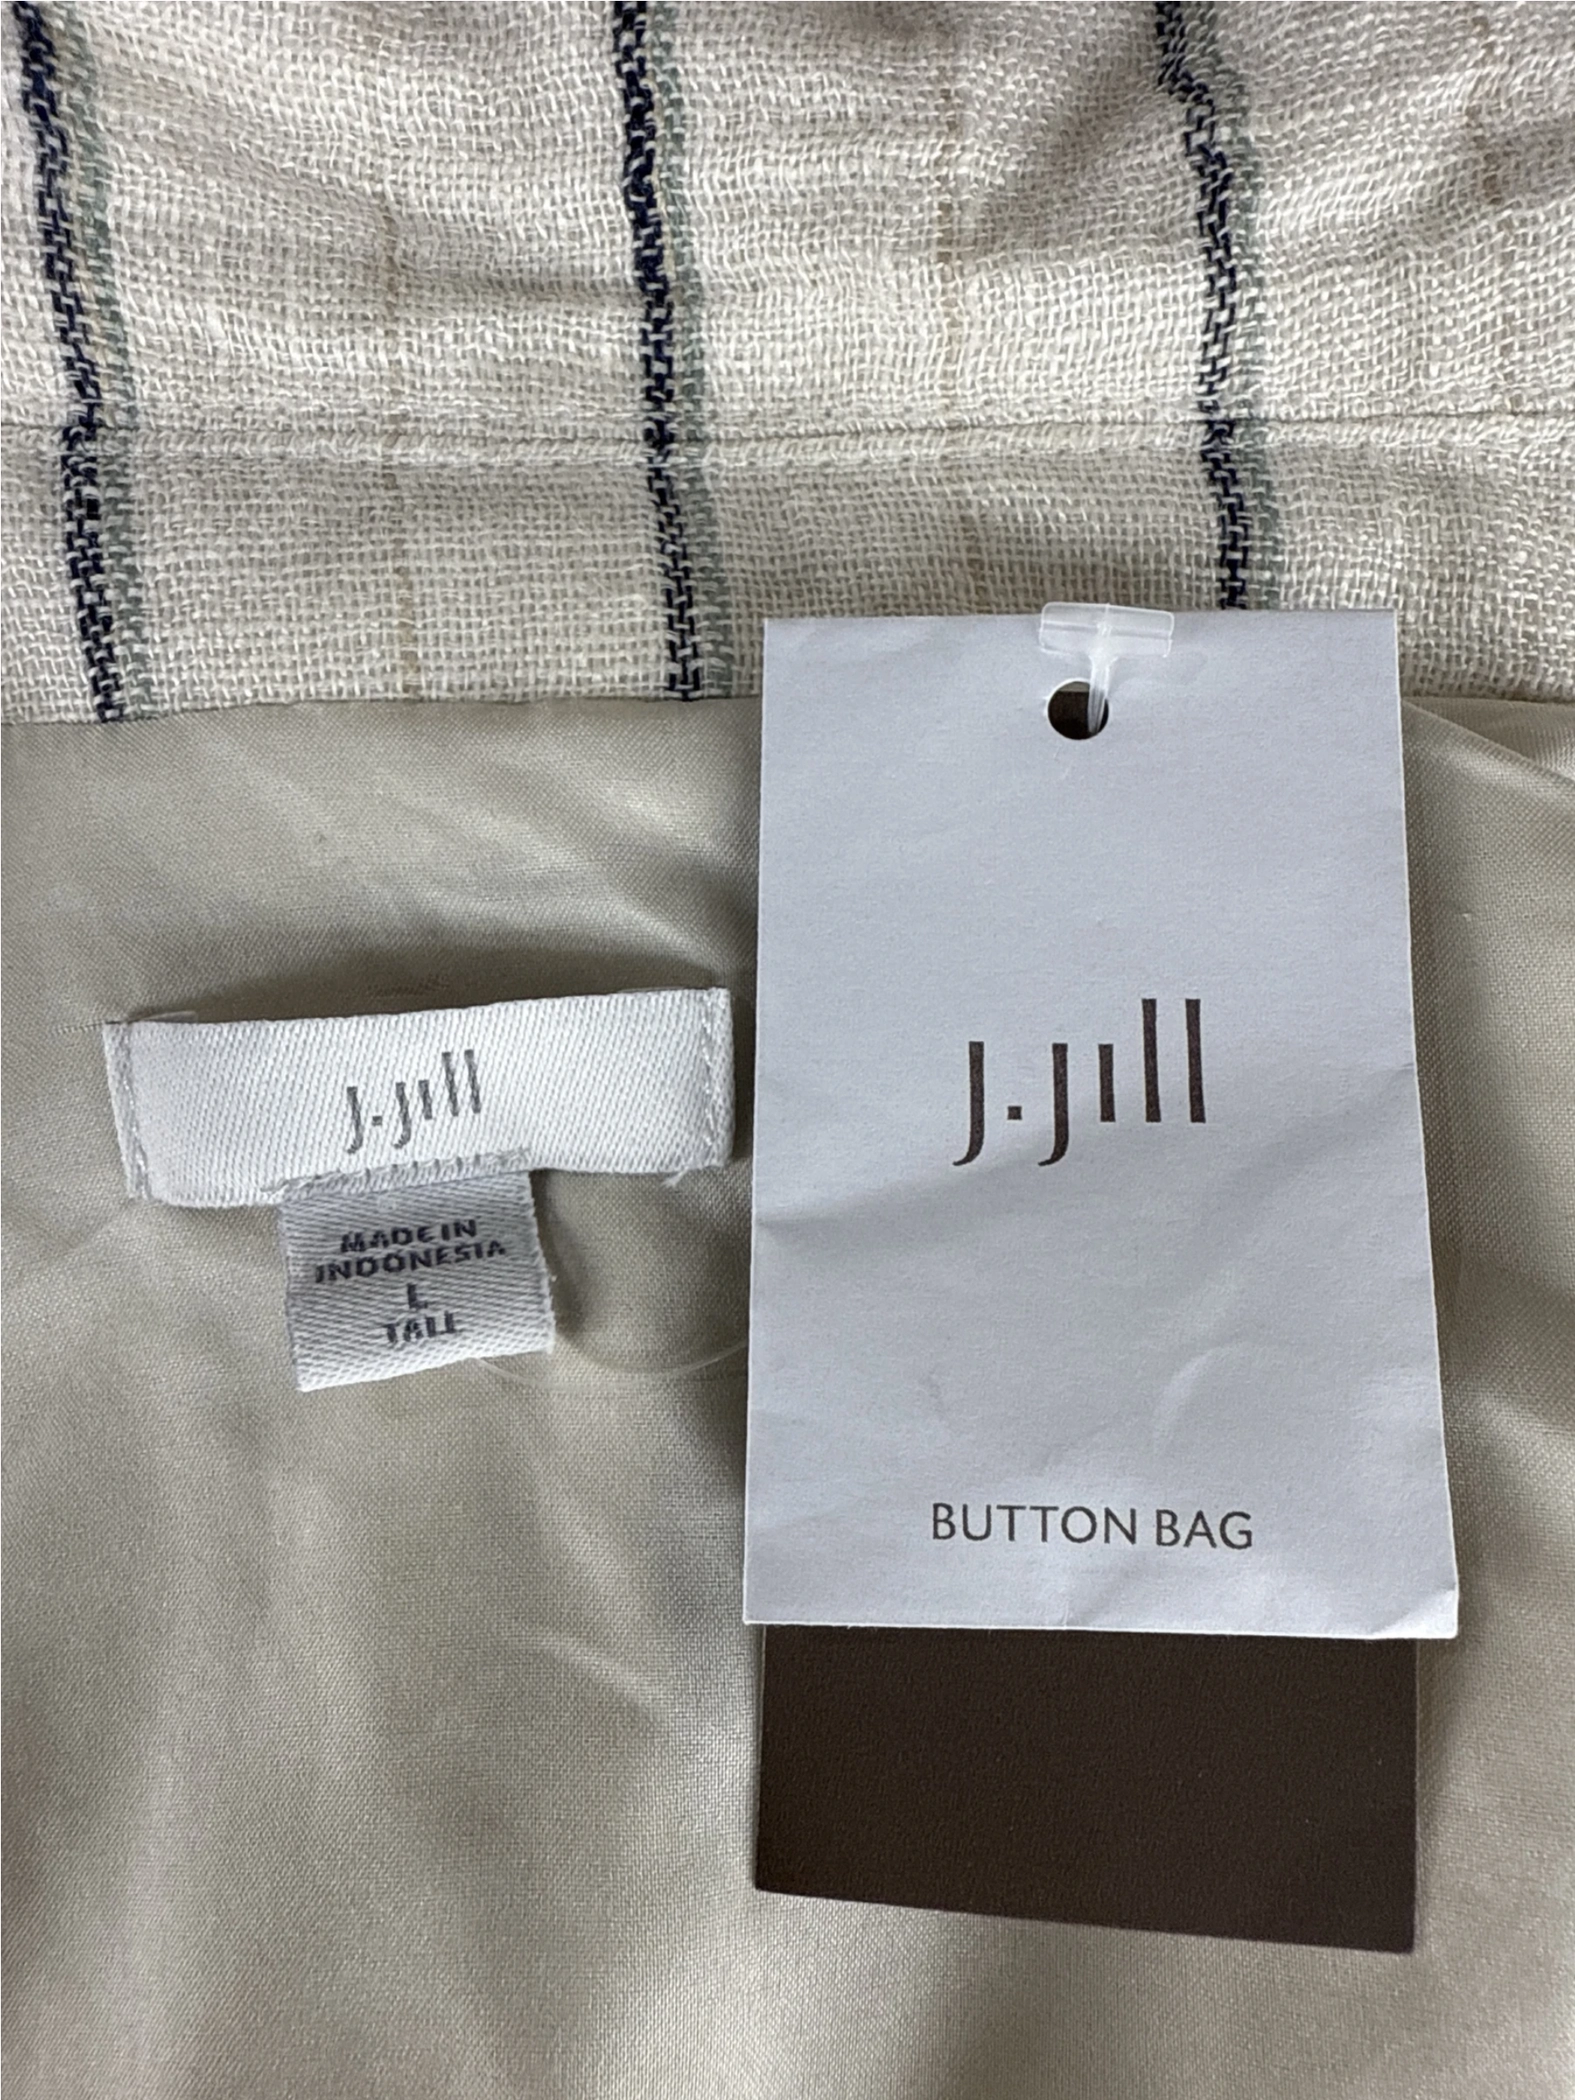 J.Jill
MADE IN
INDONESIA
L
TALL
J.Jill
BUTTON BAG